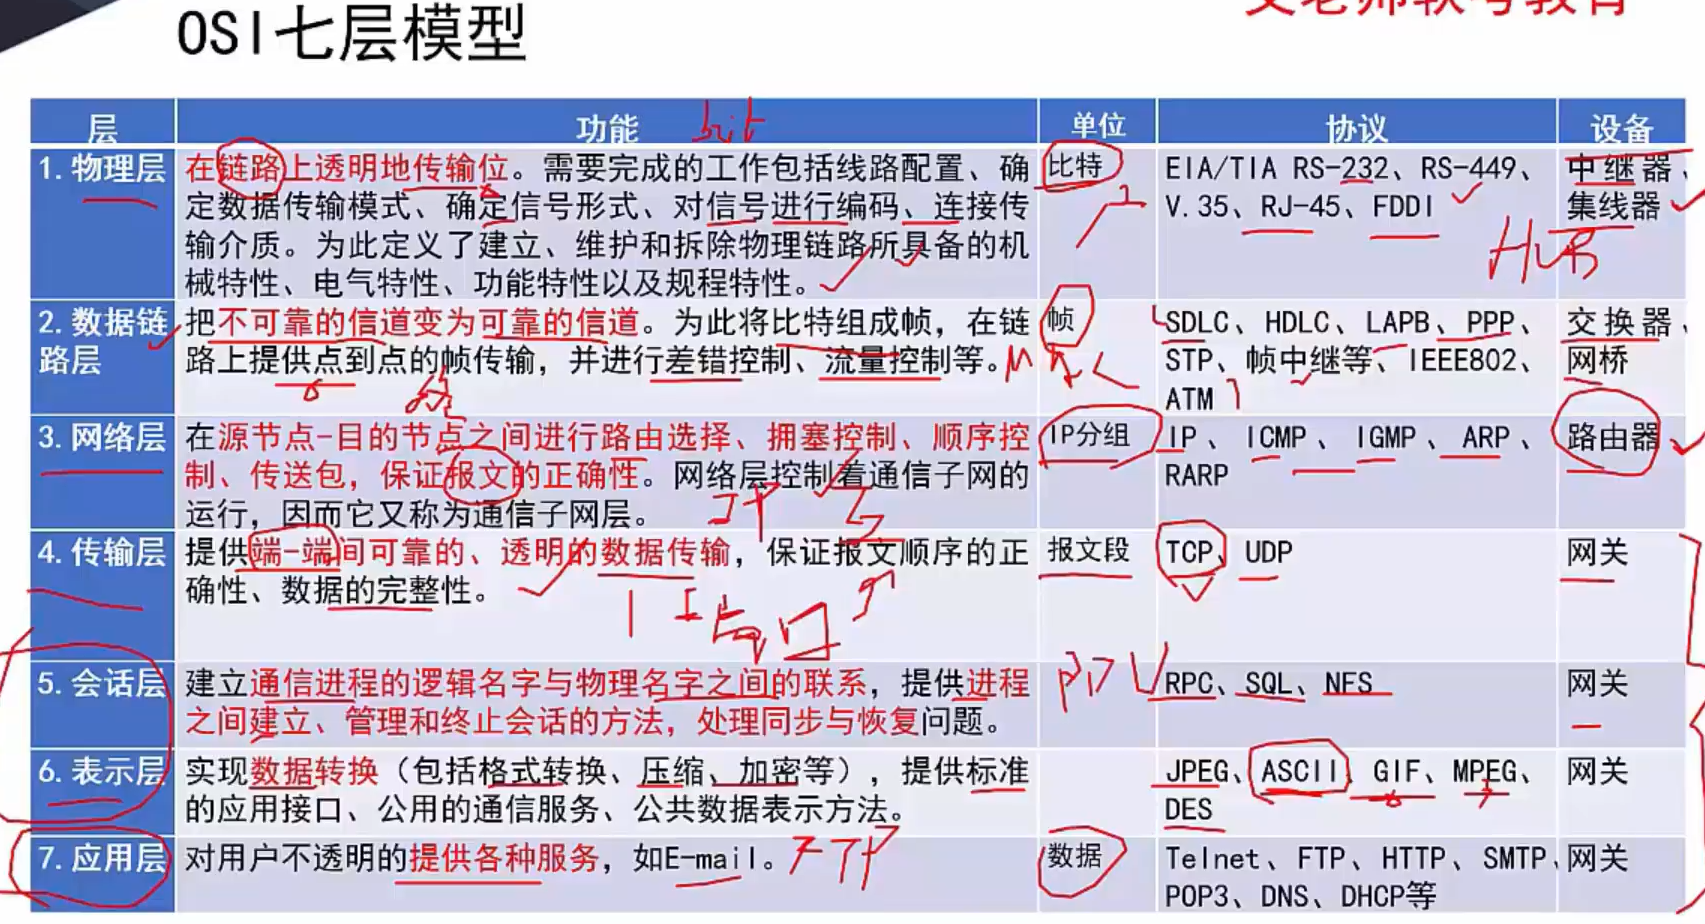 OSI七层模型
层 功能 bit 单位 协议 设备
1. 物理层
在链路上透明地传输位。需要完成的工作包括线路配置、确
定数据传输模式、确定信号形式、对信号进行编码、连接传
输介质。为此定义了建立、维护和拆除物理链路所具备的机
械特性、电气特性、功能特性以及规程特性。
比特
EIA/TIA RS-232、RS-449、
V.35、RJ-45、FDDI
中继器、
集线器
HUB
2. 数据链
路层
把不可靠的信道变为可靠的信道。为此将比特组成帧，在链
路上提供点到点的帧传输，并进行差错控制、流量控制等。
帧
SDLC、HDLC、LAPB、PPP、
STP、帧中继等、IEEE802、
ATM
交换器、
网桥
3. 网络层
在源节点-目的节点之间进行路由选择、拥塞控制、顺序控
制、传送包，保证报文的正确性。网络层控制着通信子网的
运行，因而它又称为通信子网层。
IP
IP分组
IP、ICMP、IGMP、ARP、
RARP
路由器
4. 传输层
提供端-端间可靠的、透明的数据传输，保证报文顺序的正
确性、数据的完整性。
报文段
TCP、UDP
网关
5. 会话层
建立通信进程的逻辑名字与物理名字之间的联系，提供进程
之间建立、管理和终止会话的方法，处理同步与恢复问题。
RPC、SQL、NFS
网关
6. 表示层
实现数据转换（包括格式转换、压缩、加密等），提供标准
的应用接口、公用的通信服务、公共数据表示方法。
JPEG、ASCII、GIF、MPEG、
DES
网关
7. 应用层
对用户不透明的提供各种服务，如E-mail。
FTP
数据
Telnet、FTP、HTTP、SMTP、
POP3、DNS、DHCP等
网关